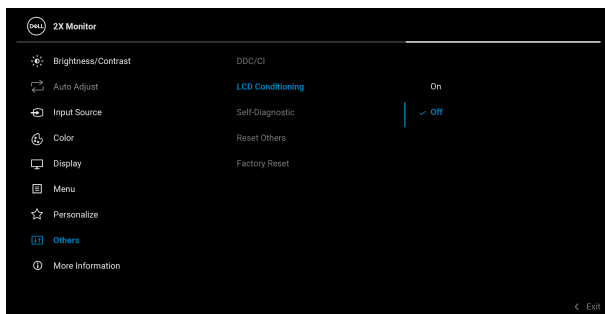 DELL 2X Monitor
Brightness/Contrast DDC/CI
Auto Adjust LCD Conditioning On
Input Source Self-Diagnostic Off
Color Reset Others
Display Factory Reset
Menu
Personalize
Others
More Information
Exit